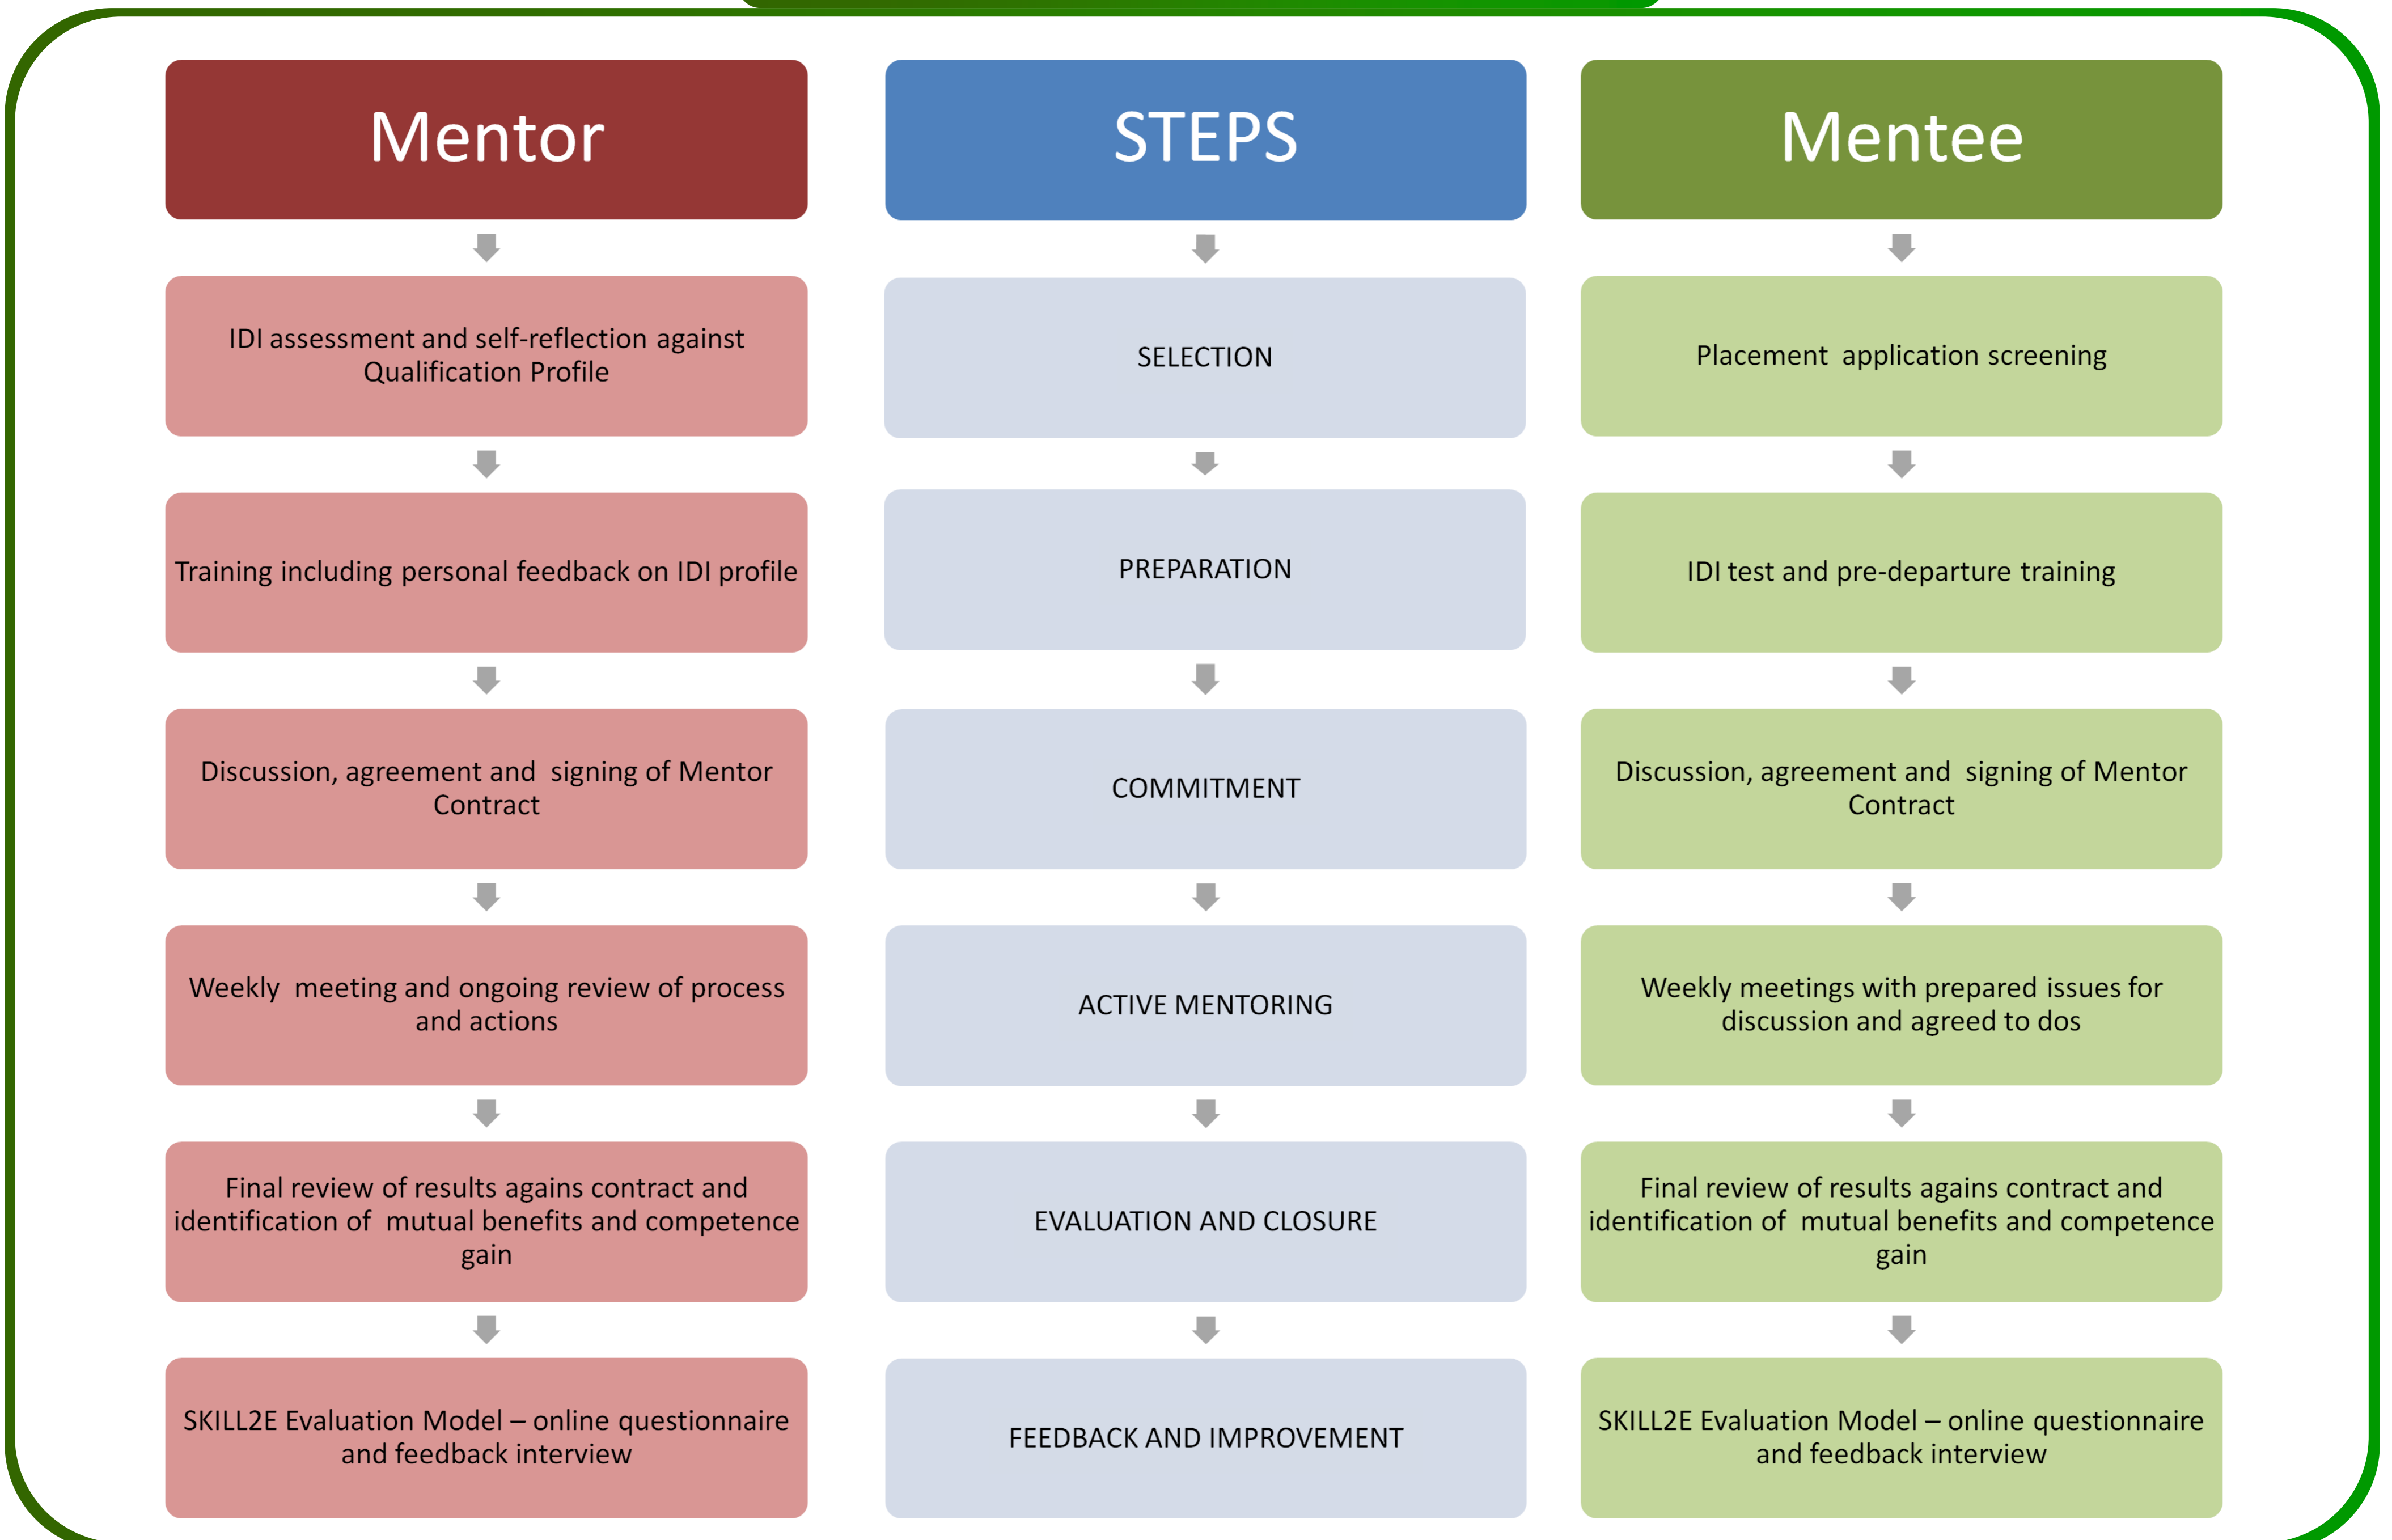 Mentor
STEPS
Mentee
IDI assessment and self-reflection against
Qualification Profile
SELECTION
Placement application screening
Training including personal feedback on IDI profile
PREPARATION
IDI test and pre-departure training
Discussion, agreement and signing of Mentor
Contract
COMMITMENT
Discussion, agreement and signing of Mentor
Contract
Weekly meeting and ongoing review of process
and actions
ACTIVE MENTORING
Weekly meetings with prepared issues for
discussion and agreed to dos
Final review of results agains contract and
identification of mutual benefits and competence
gain
EVALUATION AND CLOSURE
Final review of results agains contract and
identification of mutual benefits and competence
gain
SKILL2E Evaluation Model – online questionnaire
and feedback interview
FEEDBACK AND IMPROVEMENT
SKILL2E Evaluation Model – online questionnaire
and feedback interview